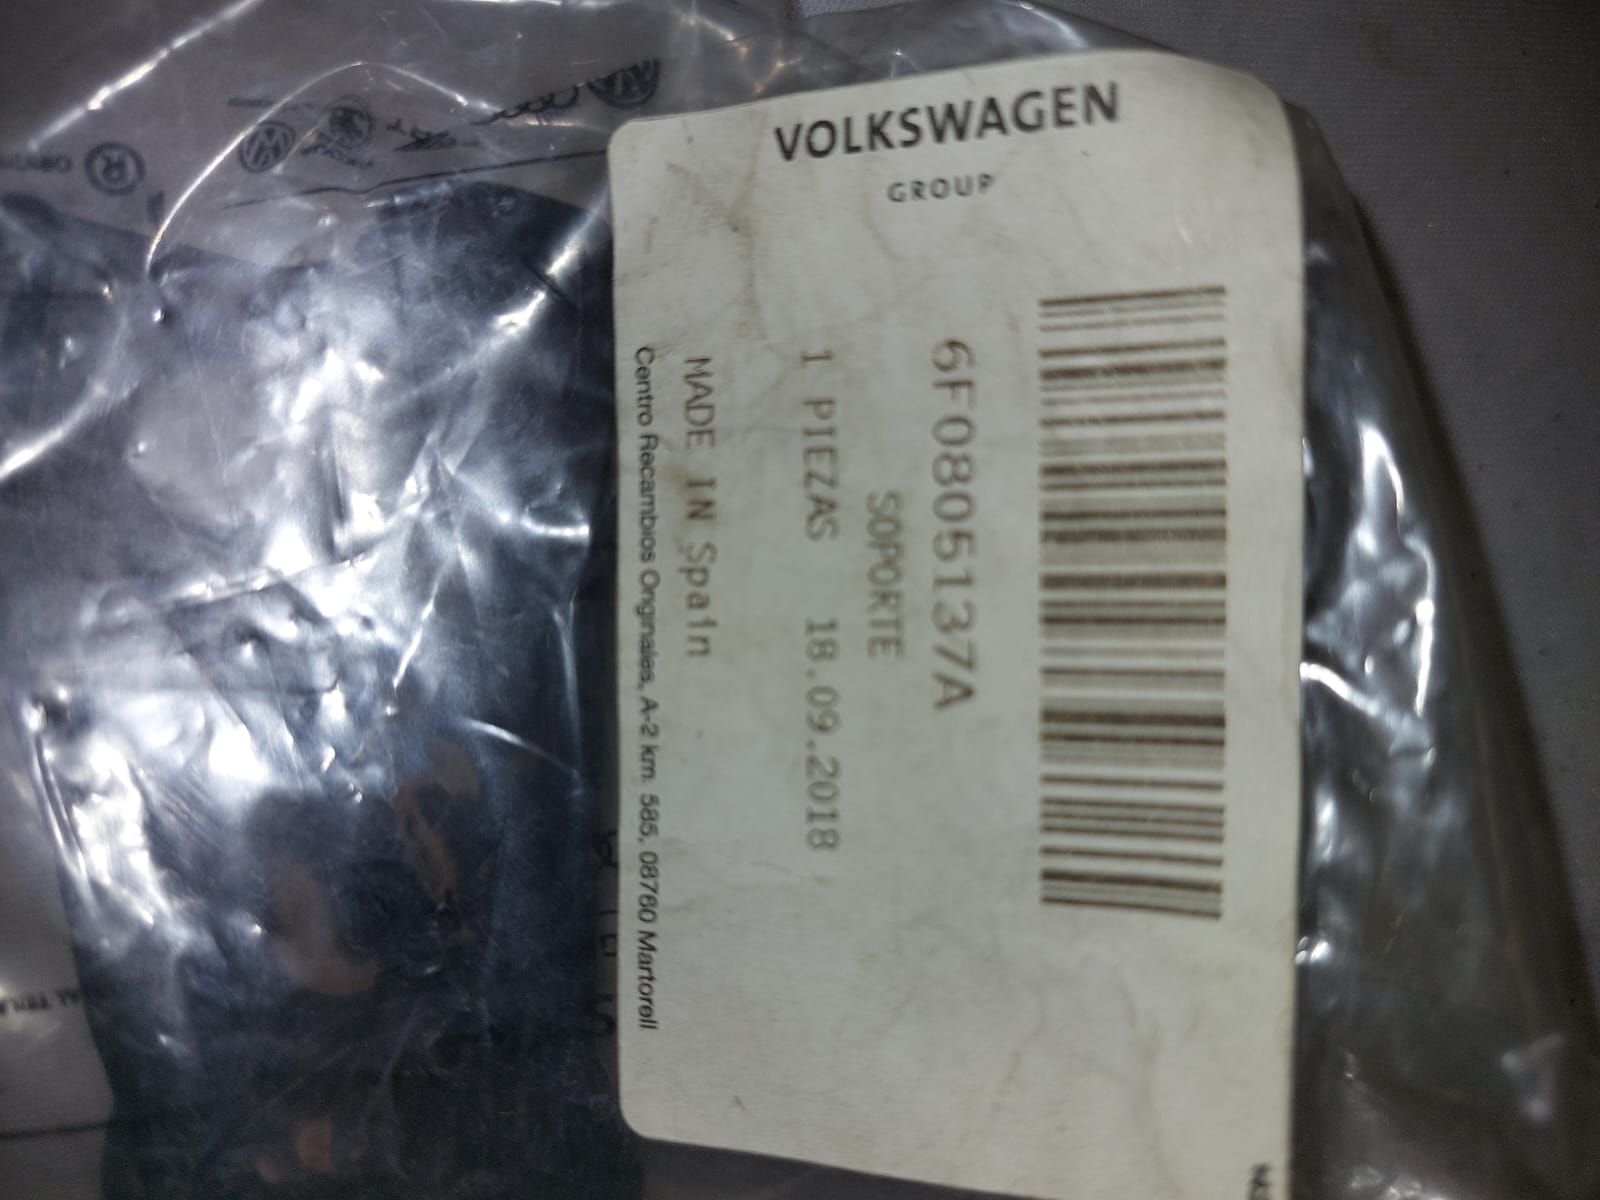 VOLKSWAGEN
GROUP
6F0805137A
SOPORTE
1 PIEZAS 18.09.2018
MADE IN Spain
Centro Recambios Originales, A-2 km. 585, 08760 Martorell